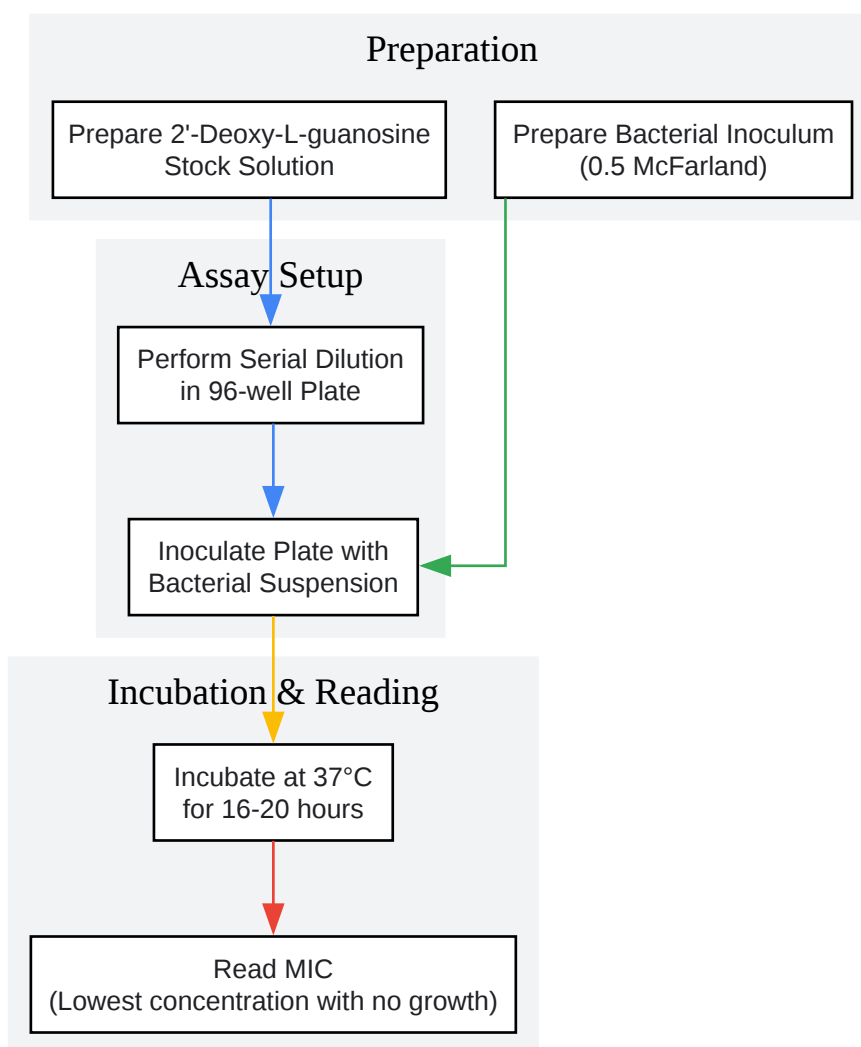 Preparation
Prepare 2'-Deoxy-L-guanosine
Stock Solution
Prepare Bacterial Inoculum
(0.5 McFarland)
Assay Setup
Perform Serial Dilution
in 96-well Plate
Inoculate Plate with
Bacterial Suspension
Incubation & Reading
Incubate at 37°C
for 16-20 hours
Read MIC
(Lowest concentration with no growth)